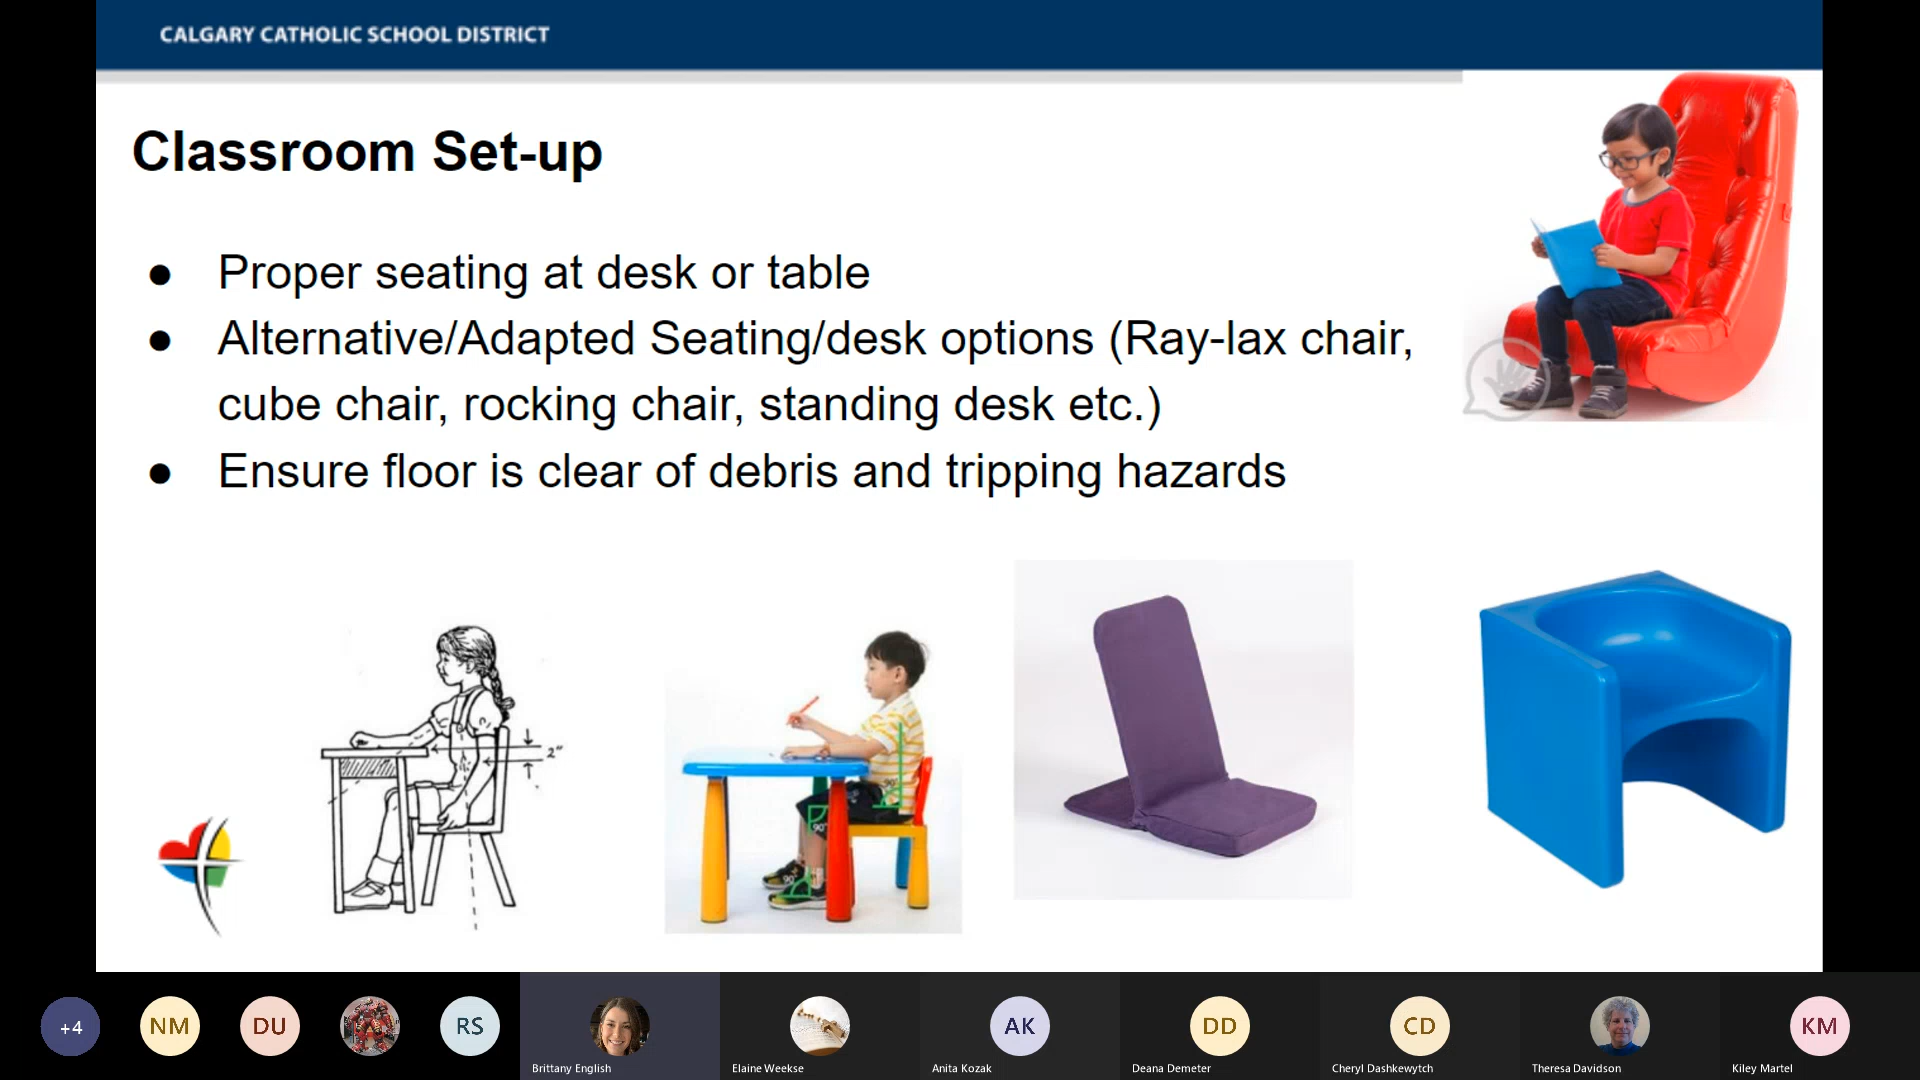 CALGARY CATHOLIC SCHOOL DISTRICT
Classroom Set-up
● Proper seating at desk or table
● Alternative/Adapted Seating/desk options (Ray-lax chair,
cube chair, rocking chair, standing desk etc.)
● Ensure floor is clear of debris and tripping hazards
2"
90°
90°
90°
+4
NM
DU
RS
AK
DD
CD
KM
Brittany English
Elaine Weekse
Anita Kozak
Deana Demeter
Cheryl Dashkewytch
Theresa Davidson
Kiley Martel